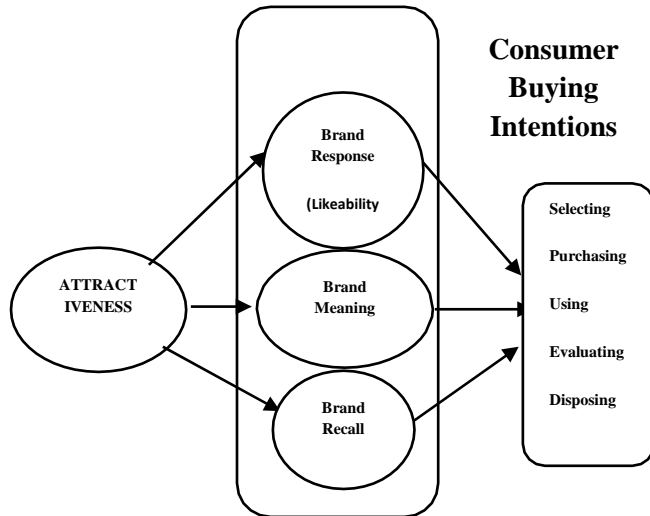 Consumer
Buying
Intentions
Brand
Response
(Likeability
ATTRACT
IVENESS
Brand
Meaning
Brand
Recall
Selecting
Purchasing
Using
Evaluating
Disposing